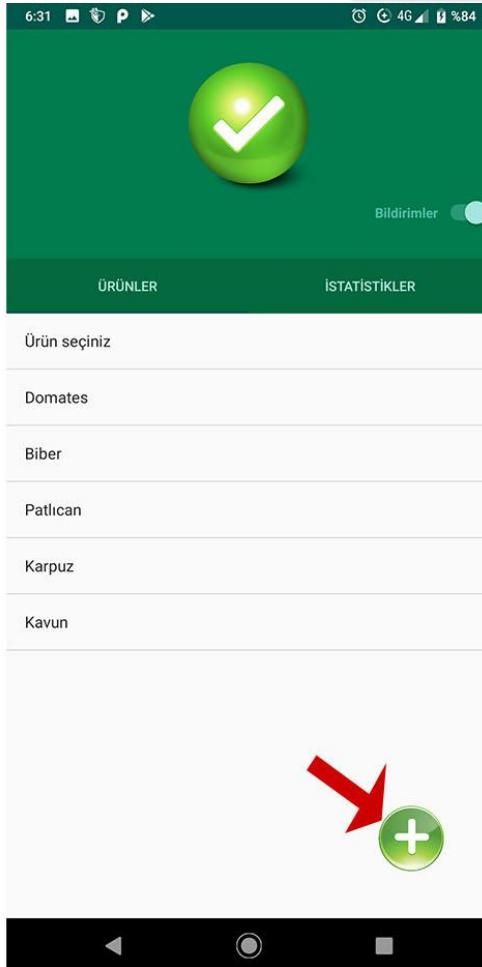 6:31 4G %84
Bildirimler
ÜRÜNLER İSTATİSTİKLER
Ürün seçiniz
Domates
Biber
Patlıcan
Karpuz
Kavun